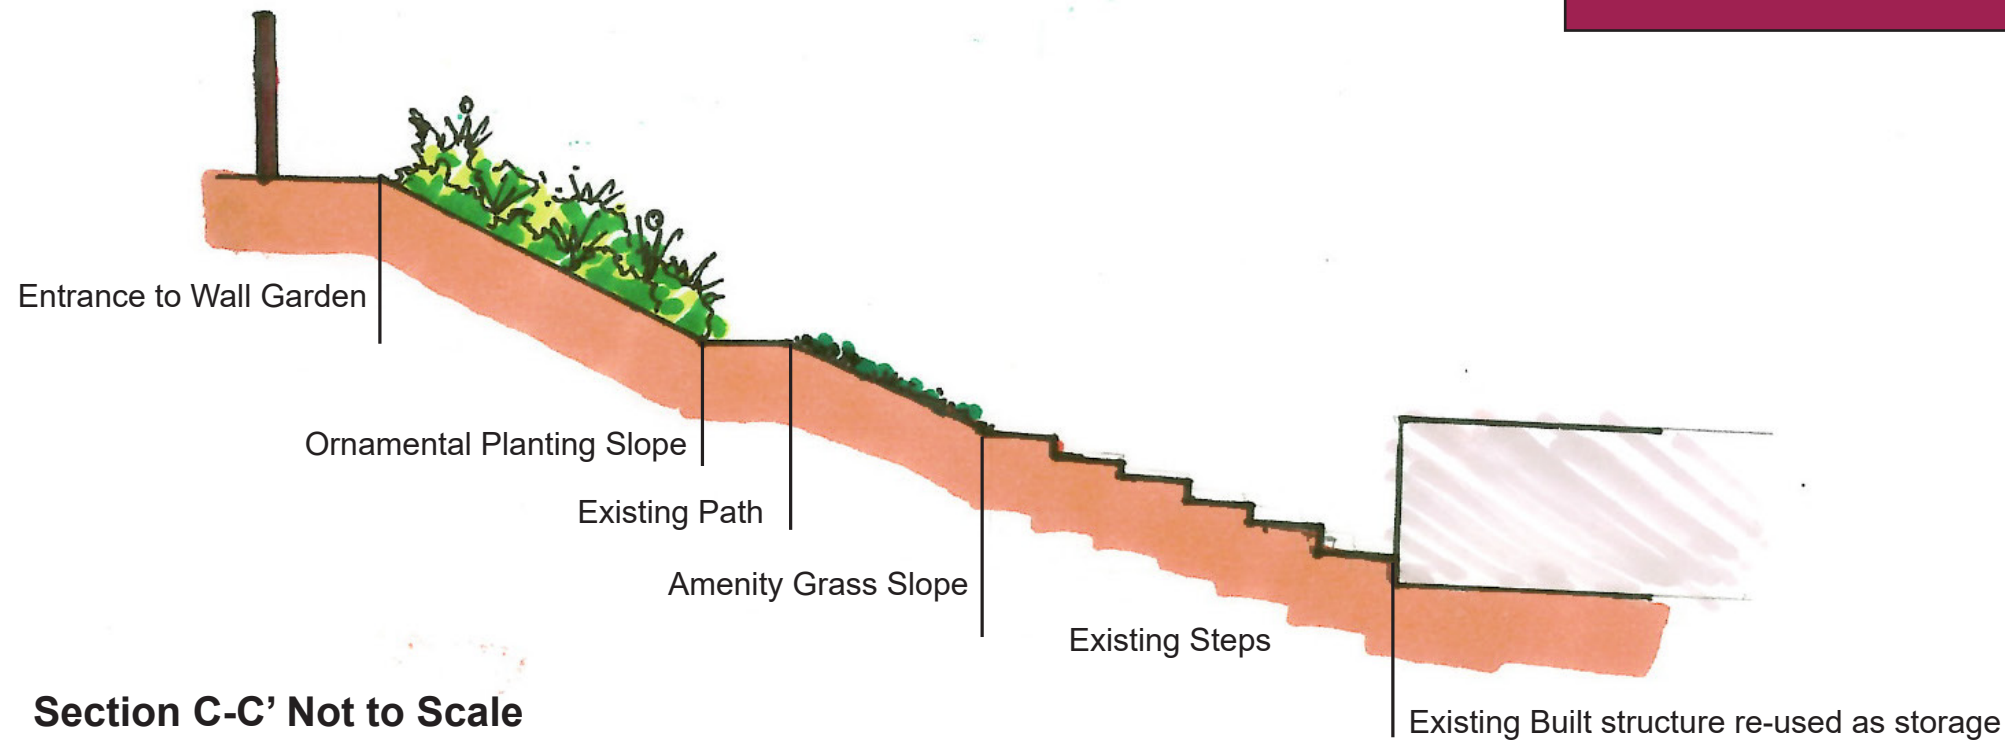 Entrance to Wall Garden
Ornamental Planting Slope
Existing Path
Amenity Grass Slope
Existing Steps
Existing Built structure re-used as storage
Section C-C’ Not to Scale